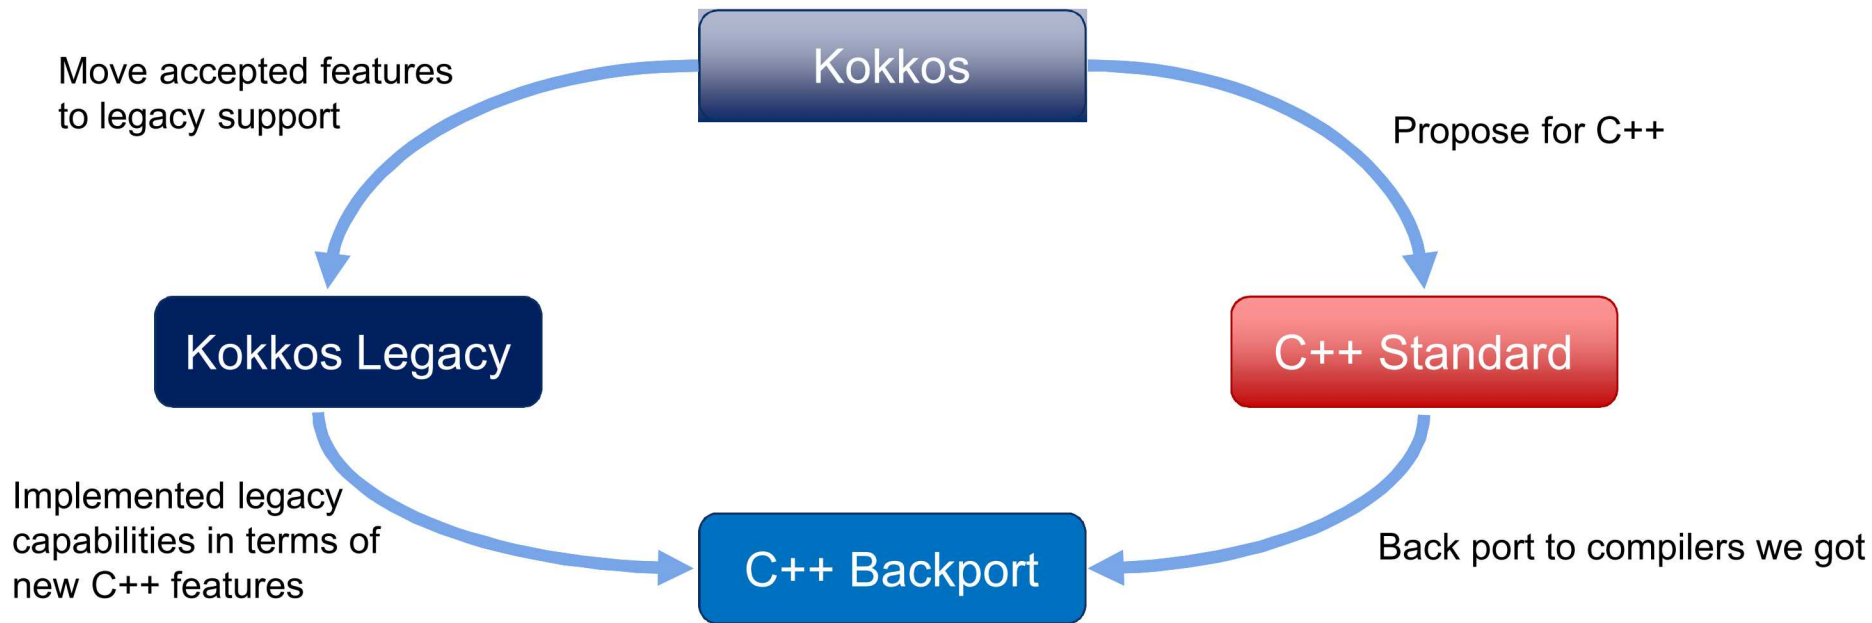 Kokkos
Move accepted features
to legacy support
Propose for C++
Kokkos Legacy
C++ Standard
Implemented legacy
capabilities in terms of
new C++ features
C++ Backport
Back port to compilers we got